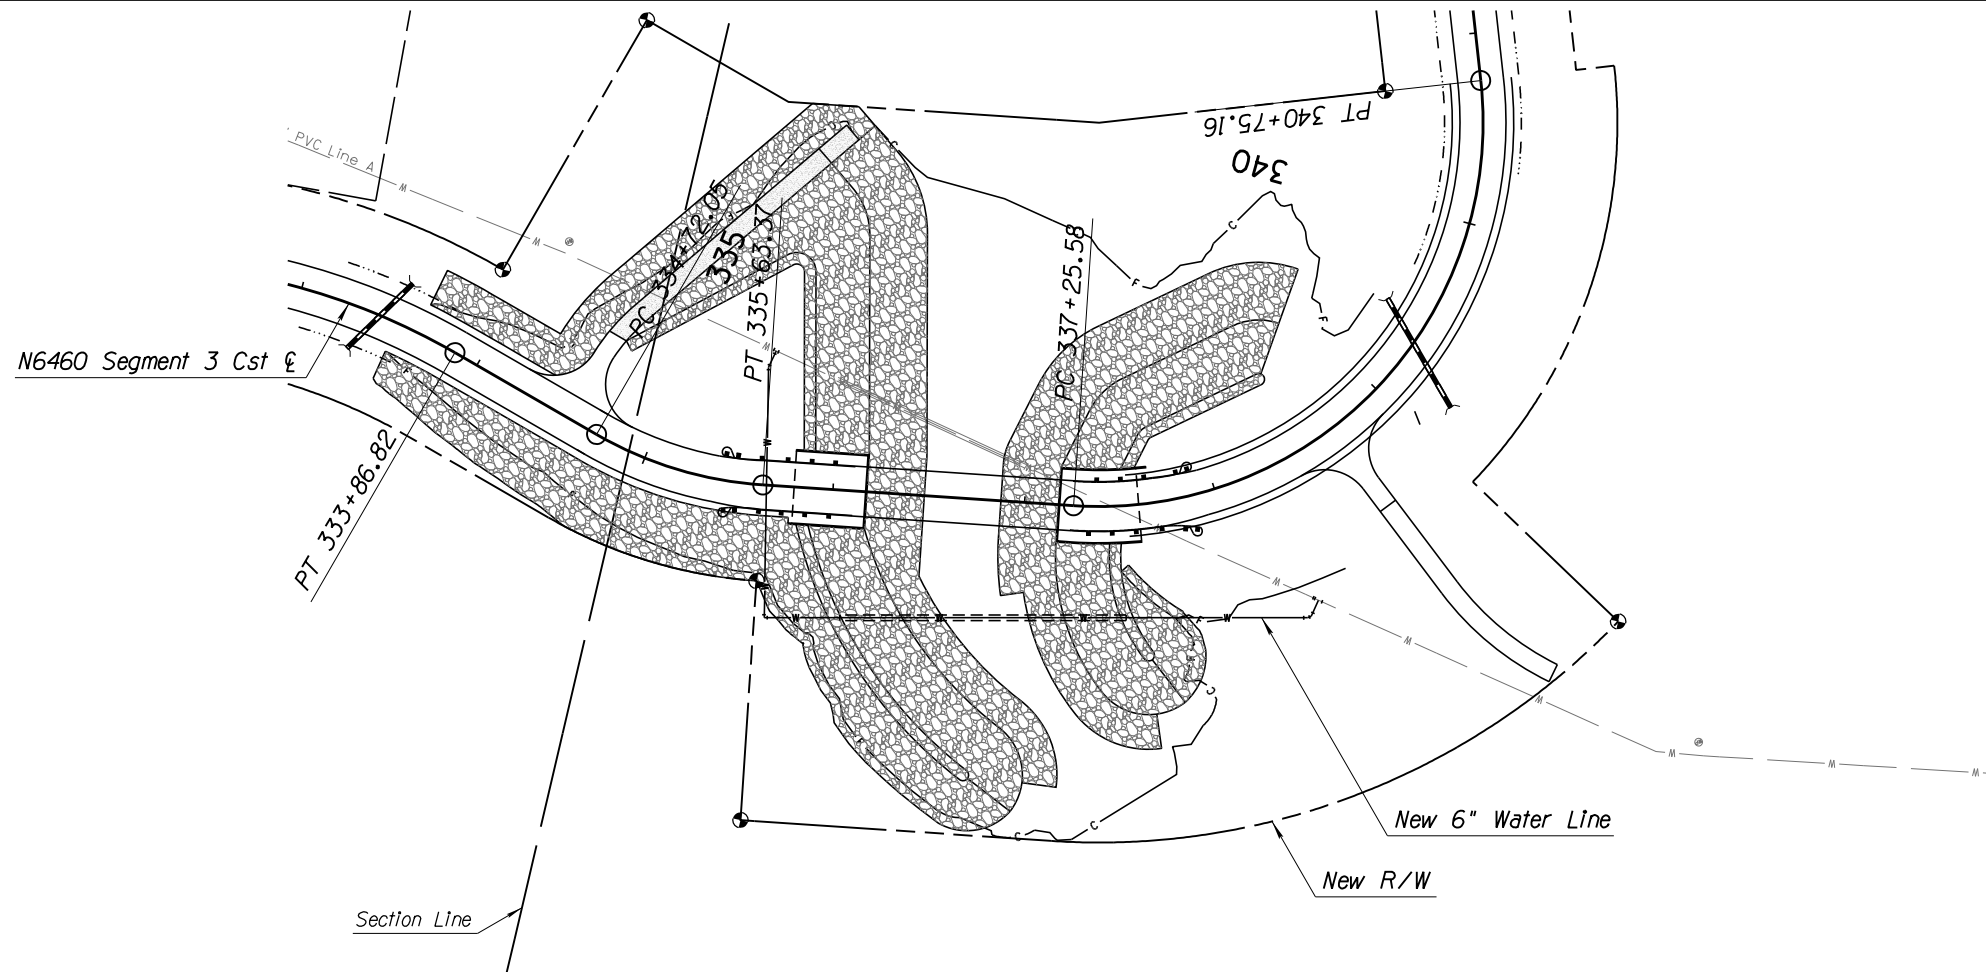 PVC Line A
PT 340+75.16
340
PC 334+72.05
335
PT 335+63.37
PC 337+25.58
N6460 Segment 3 Cst ℄
PT 333+86.82
New 6" Water Line
New R/W
Section Line
W
W
W
W
W
W
W
W
W
W
W
W
W
W
C
F
C
F
F
F
C
F
C
C